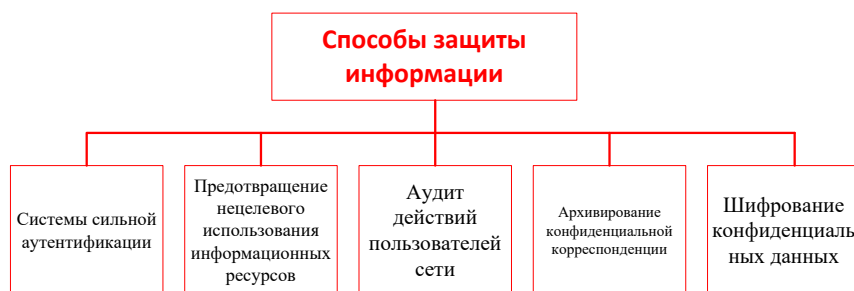 Способы защиты
информации
Системы сильной
аутентификации
Предотвращение
нецелевого
использования
информационных
ресурсов
Аудит
действий
пользователей
сети
Архивирование
конфиденциальной
корреспонденции
Шифрование
конфиденциаль
ных данных